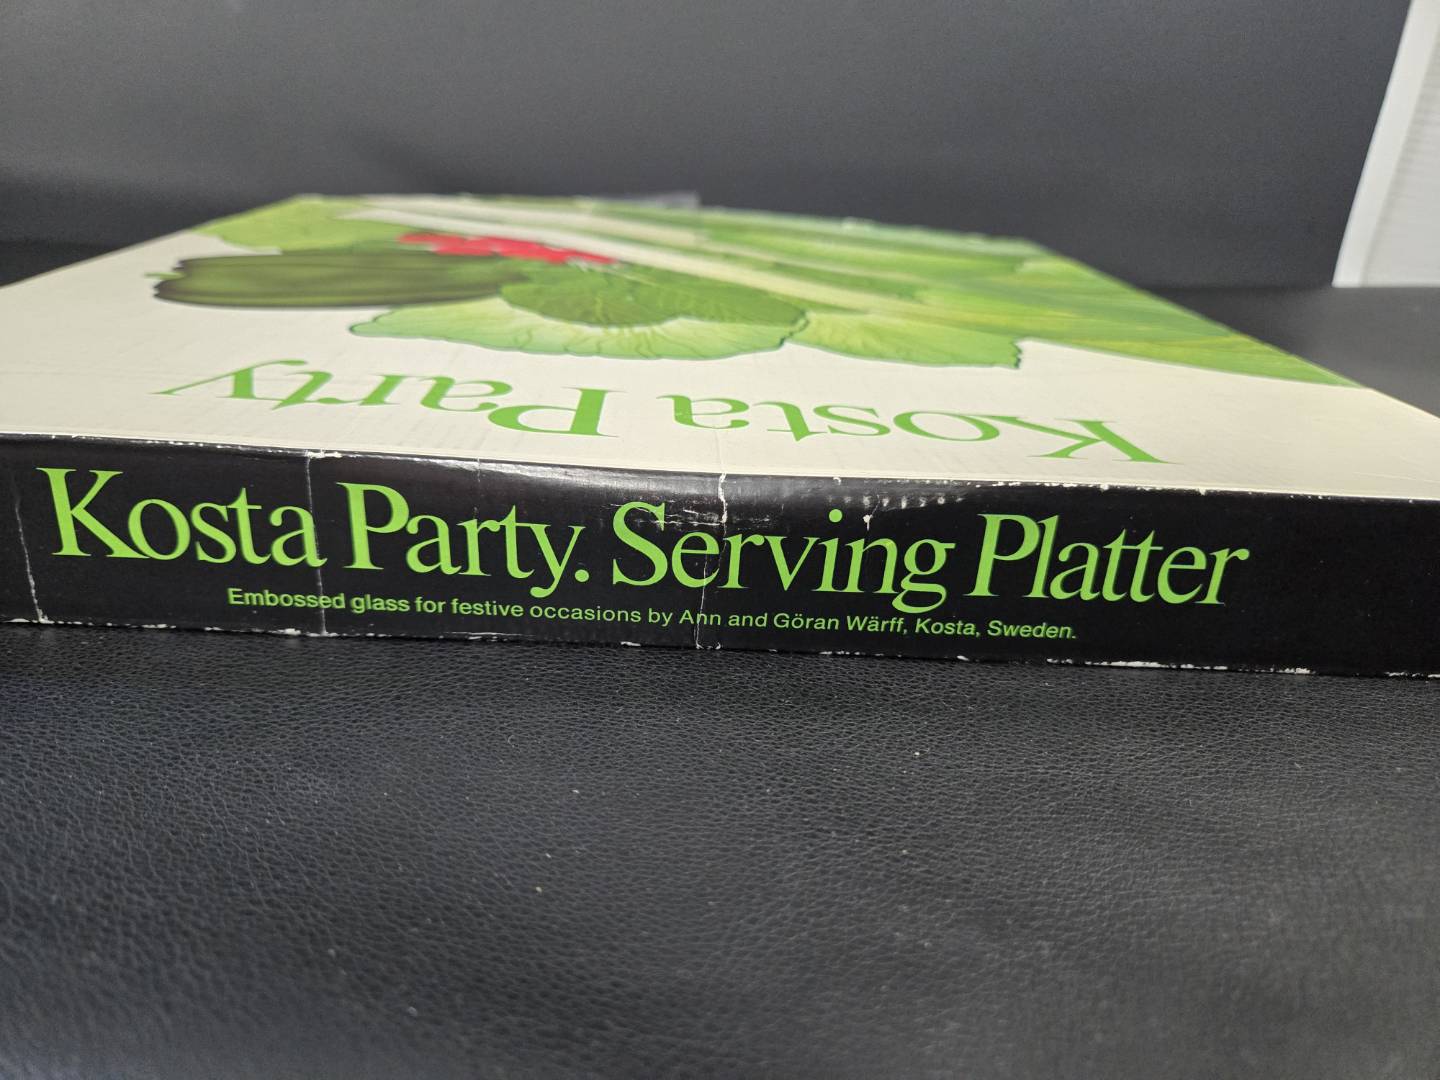 Kosta Party
Kosta Party. Serving Platter
Embossed glass for festive occasions by Ann and Göran Wärff, Kosta, Sweden.